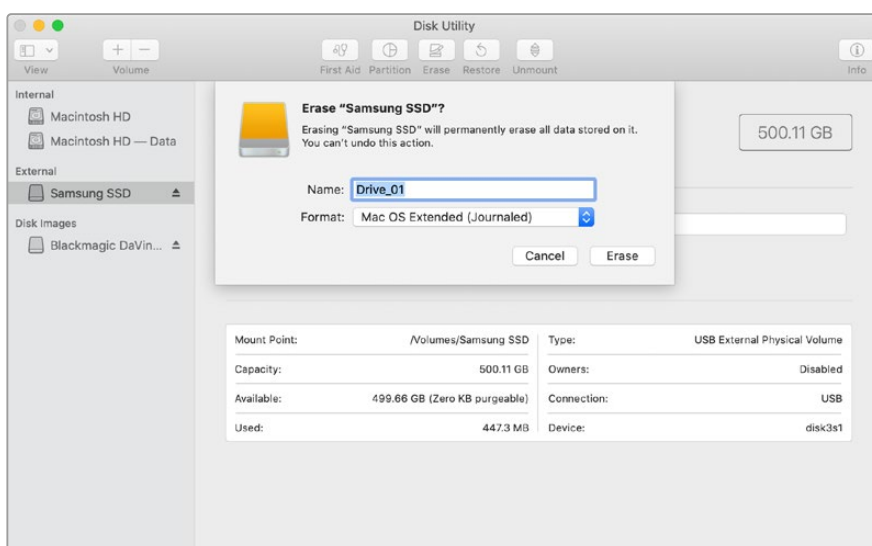 Disk Utility
View
Volume
First Aid
Partition
Erase
Restore
Unmount
Info
Internal
Macintosh HD
Macintosh HD — Data
External
Samsung SSD
Disk Images
Blackmagic DaVin...
Erase “Samsung SSD”?
Erasing “Samsung SSD” will permanently erase all data stored on it.
You can’t undo this action.
Name: Drive_01
Format: Mac OS Extended (Journaled)
Cancel
Erase
500.11 GB
Mount Point: /Volumes/Samsung SSD
Type: USB External Physical Volume
Capacity: 500.11 GB
Owners: Disabled
Available: 499.66 GB (Zero KB purgeable)
Connection: USB
Used: 447.3 MB
Device: disk3s1